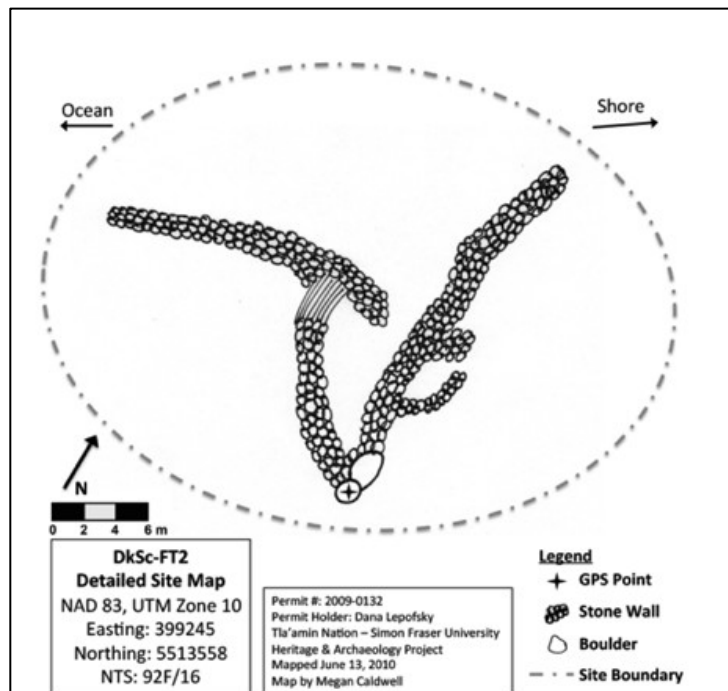 Ocean
Shore
N
0 2 4 6 m
DkSc-FT2
Detailed Site Map
NAD 83, UTM Zone 10
Easting: 399245
Northing: 5513558
NTS: 92F/16
Permit #: 2009-0132
Permit Holder: Dana Lepofsky
Tla'amin Nation – Simon Fraser University
Heritage & Archaeology Project
Mapped June 13, 2010
Map by Megan Caldwell
Legend
GPS Point
Stone Wall
Boulder
Site Boundary